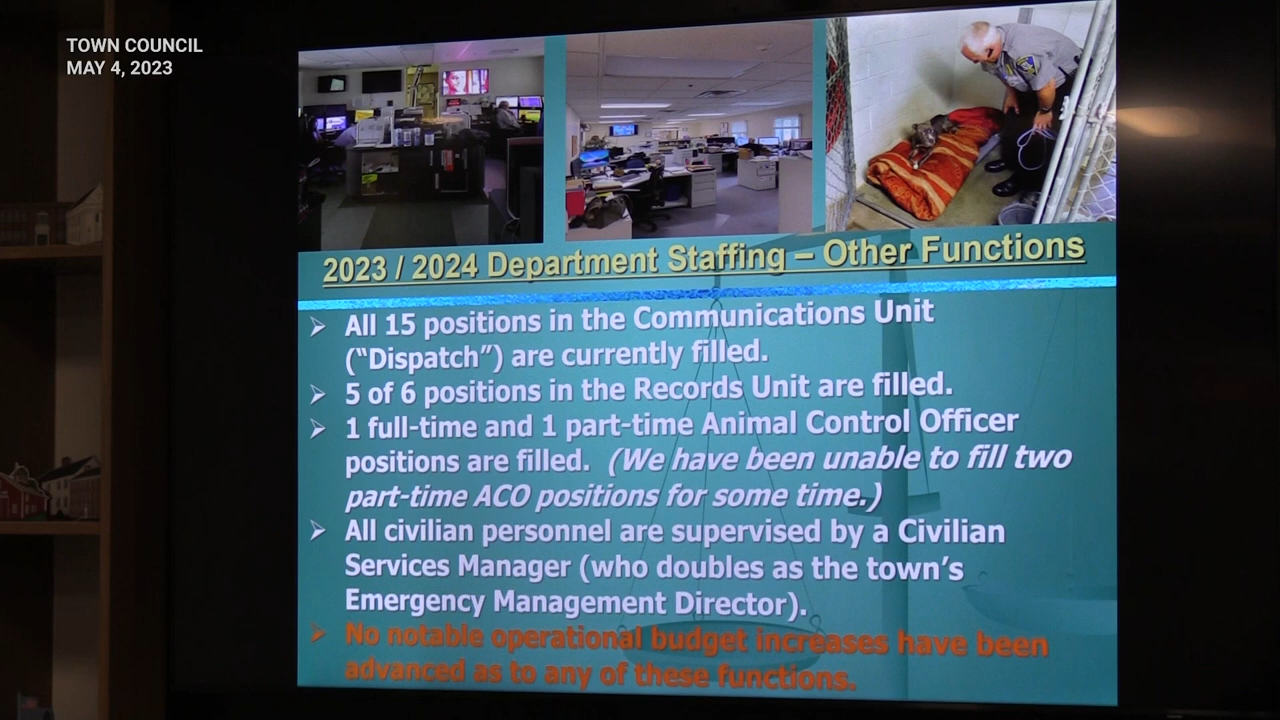 TOWN COUNCIL
MAY 4, 2023
2023 / 2024 Department Staffing – Other Functions
All 15 positions in the Communications Unit
(“Dispatch”) are currently filled.
5 of 6 positions in the Records Unit are filled.
1 full-time and 1 part-time Animal Control Officer
positions are filled. (We have been unable to fill two
part-time ACO positions for some time.)
All civilian personnel are supervised by a Civilian
Services Manager (who doubles as the town’s
Emergency Management Director).
No notable operational budget increases have been
advanced as to any of these functions.